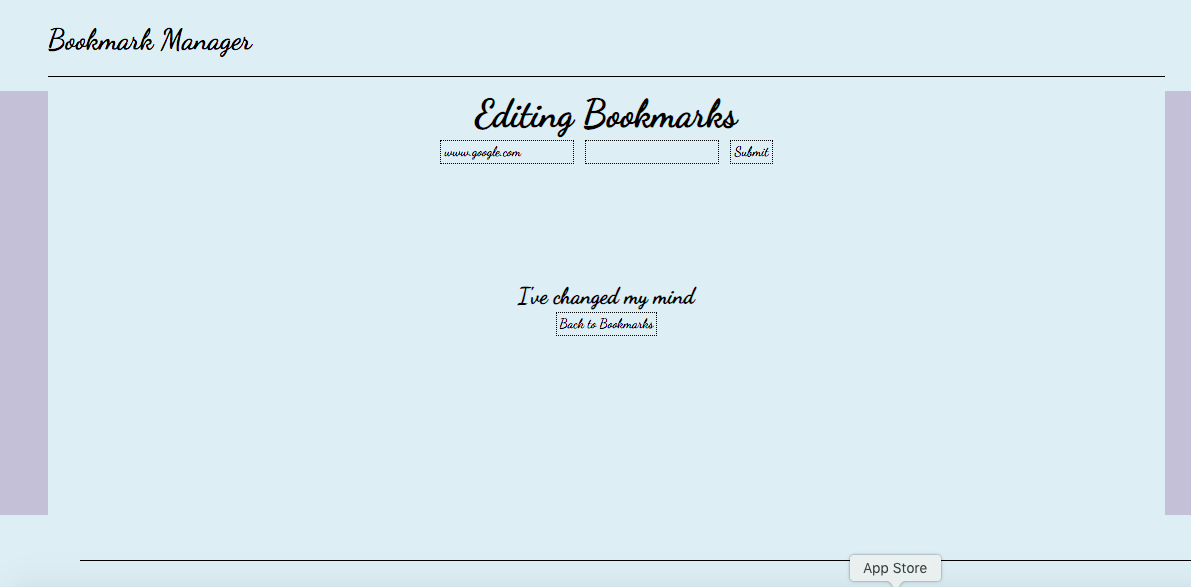 Bookmark Manager
Editing Bookmarks
www.google.com Submit
I've changed my mind
Back to Bookmarks
App Store